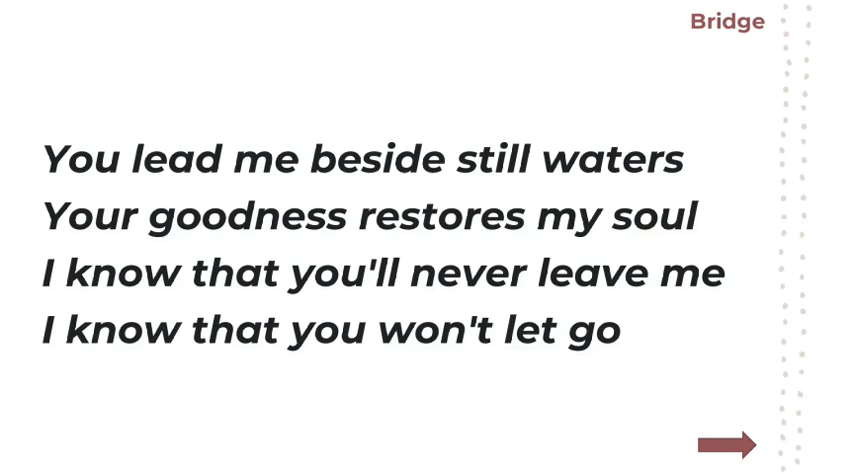 Bridge
You lead me beside still waters
Your goodness restores my soul
I know that you'll never leave me
I know that you won't let go